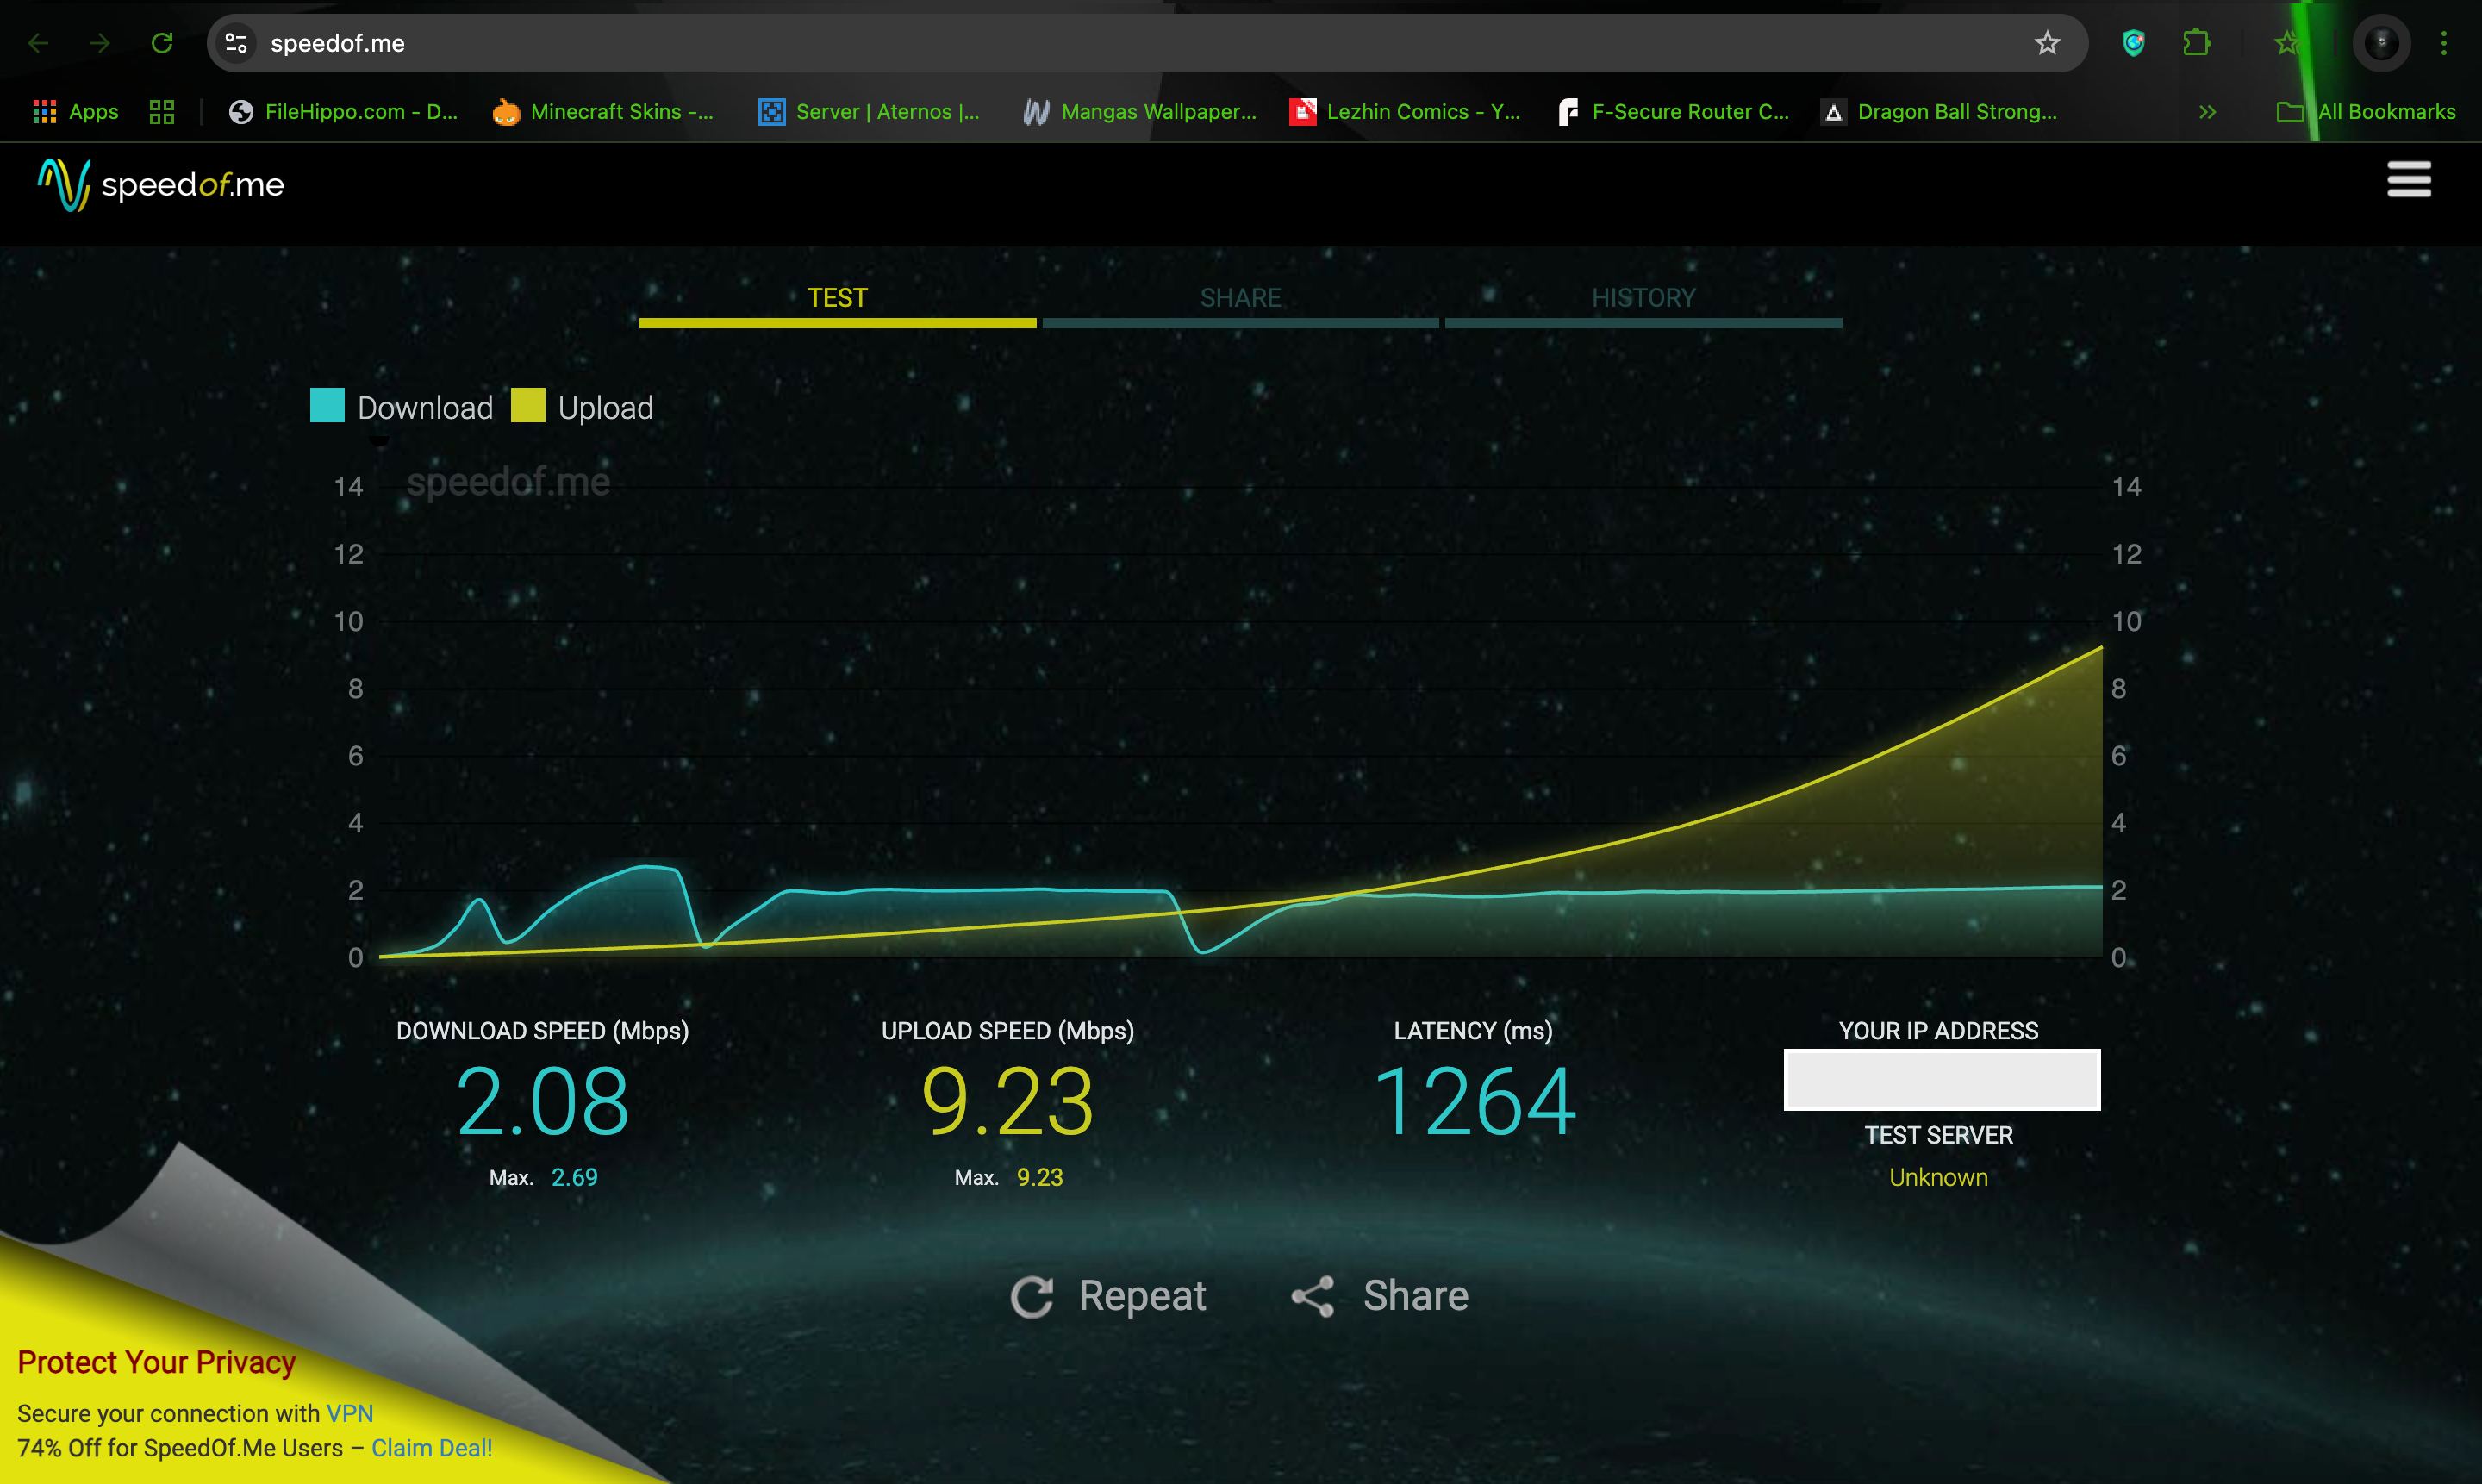 speedof.me
Apps
FileHippo.com - D...
Minecraft Skins -...
Server | Aternos |...
Mangas Wallpaper...
Lezhin Comics - Y...
F-Secure Router C...
Dragon Ball Strong...
»
All Bookmarks
speedof.me
TEST SHARE HISTORY
Download Upload
speedof.me
14 14
12 12
10 10
8 8
6 6
4 4
2 2
0 0
DOWNLOAD SPEED (Mbps)
2.08
Max. 2.69
UPLOAD SPEED (Mbps)
9.23
Max. 9.23
LATENCY (ms)
1264
YOUR IP ADDRESS
TEST SERVER
Unknown
Repeat Share
Protect Your Privacy
Secure your connection with VPN
74% Off for SpeedOf.Me Users – Claim Deal!